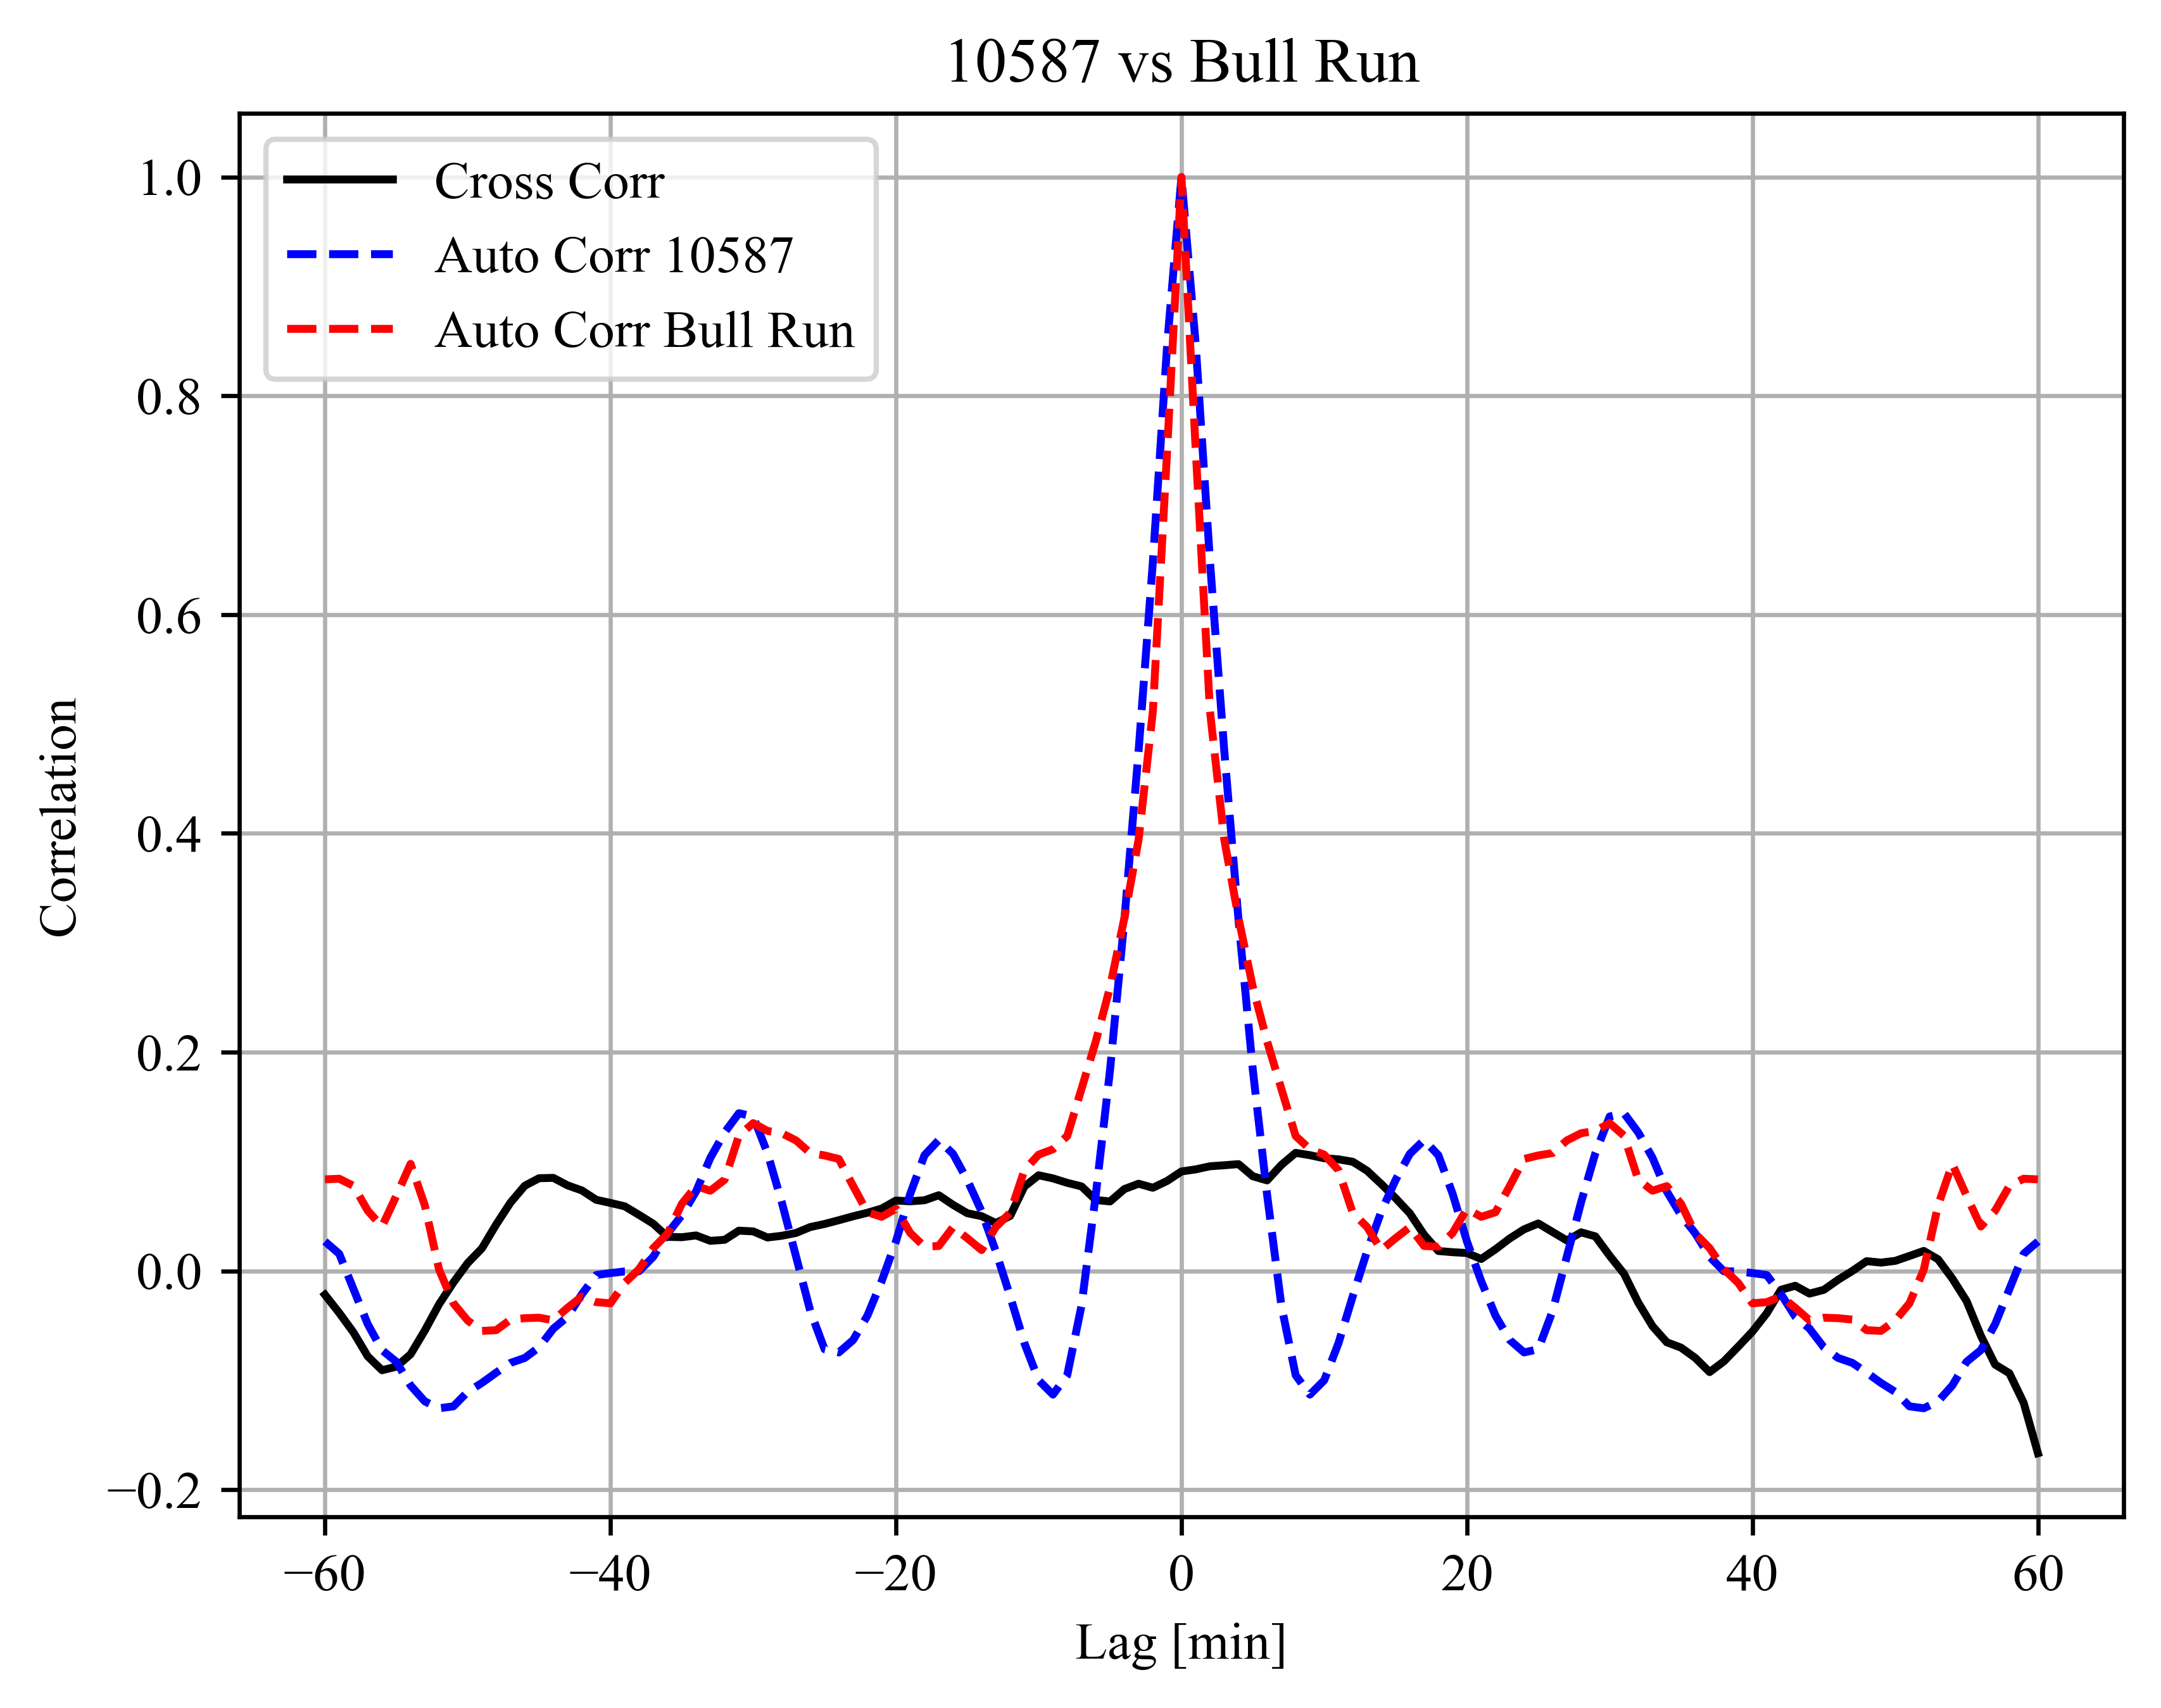 10587 vs Bull Run
Cross Corr
Auto Corr 10587
Auto Corr Bull Run
1.0
0.8
0.6
0.4
0.2
0.0
−0.2
Correlation
−60 −40 −20 0 20 40 60
Lag [min]